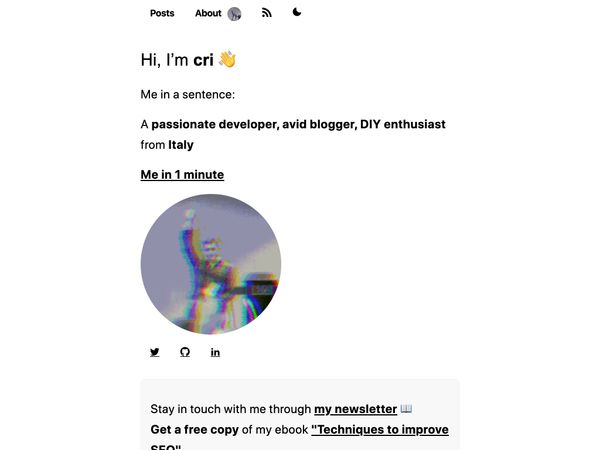 Posts About
Hi, I’m cri 👋
Me in a sentence:
A passionate developer, avid blogger, DIY enthusiast
from Italy
Me in 1 minute
Stay in touch with me through my newsletter 📖
Get a free copy of my ebook "Techniques to improve
SEO"